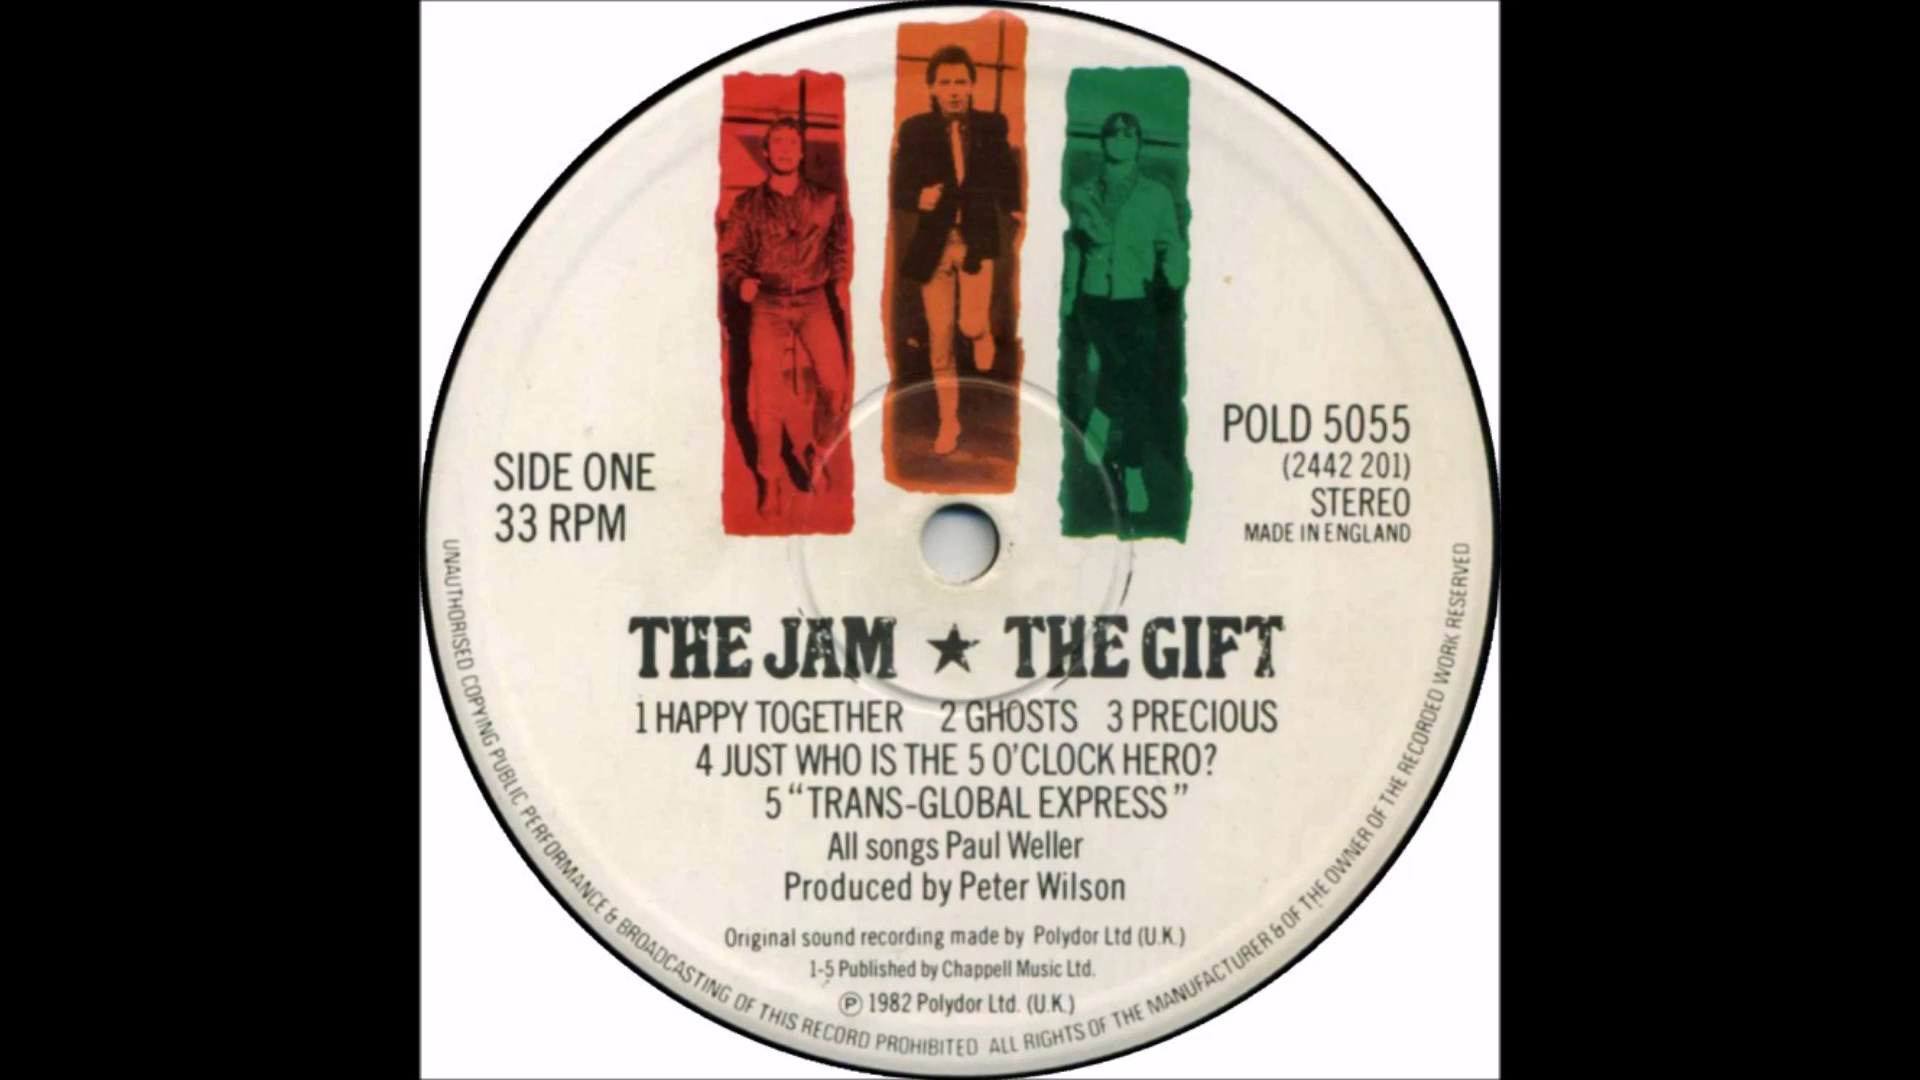 SIDE ONE
33 RPM
POLD 5055
(2442 201)
STEREO
MADE IN ENGLAND
THE JAM ★ THE GIFT
1 HAPPY TOGETHER 2 GHOSTS 3 PRECIOUS
4 JUST WHO IS THE 5 O'CLOCK HERO?
5 “TRANS-GLOBAL EXPRESS”
All songs Paul Weller
Produced by Peter Wilson
Original sound recording made by Polydor Ltd (U.K.)
1-5 Published by Chappell Music Ltd.
℗ 1982 Polydor Ltd. (U.K.)
UNAUTHORISED COPYING PUBLIC PERFORMANCE & BROADCASTING OF THIS RECORD PROHIBITED ALL RIGHTS OF THE MANUFACTURER & OF THE OWNER OF THE RECORDED WORK RESERVED